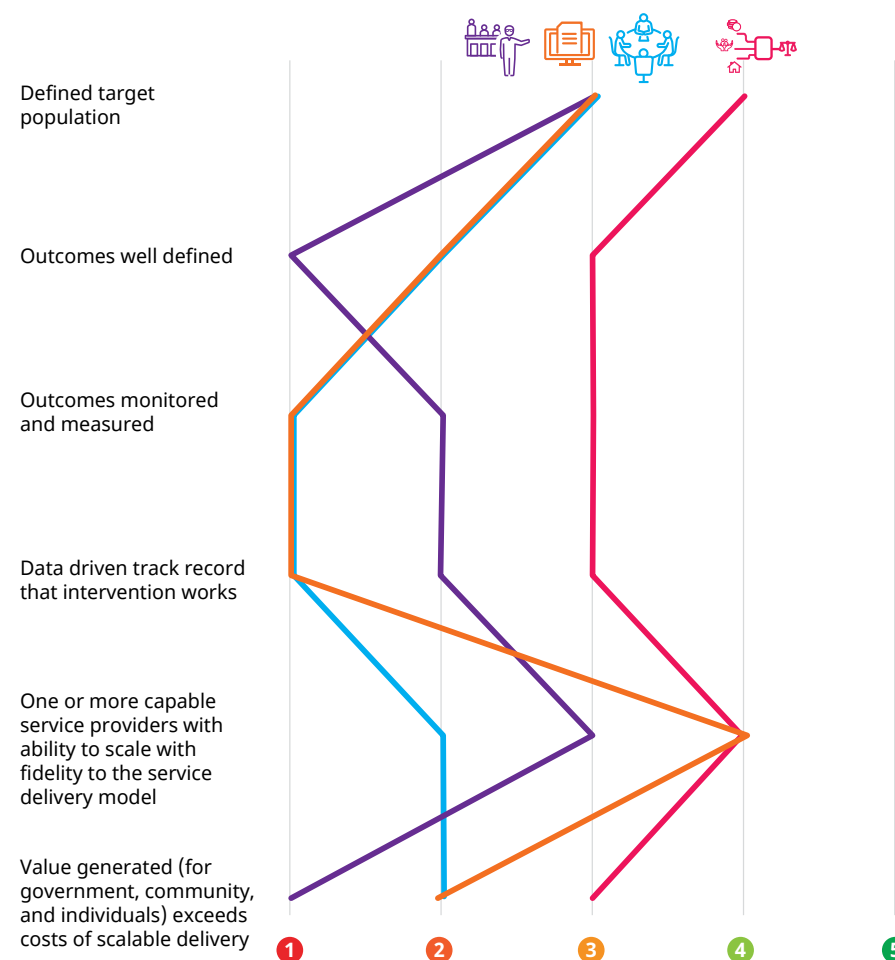 Defined target
population
Outcomes well defined
Outcomes monitored
and measured
Data driven track record
that intervention works
One or more capable
service providers with
ability to scale with
fidelity to the service
delivery model
Value generated (for
government, community,
and individuals) exceeds
costs of scalable delivery
1 2 3 4 5